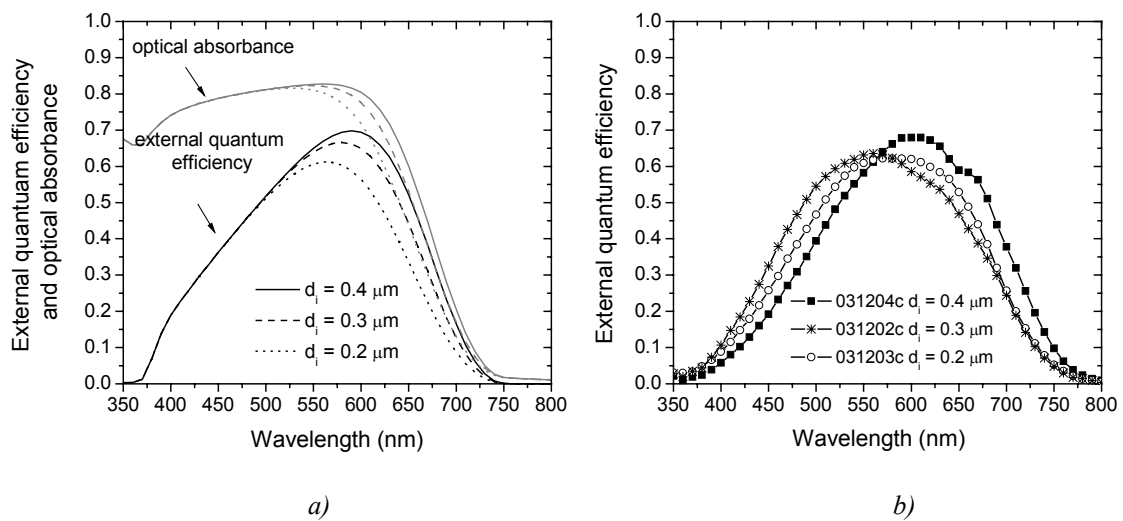 External quantuam efficiency
and optical absorbance
1.0
0.9
0.8
0.7
0.6
0.5
0.4
0.3
0.2
0.1
0.0
optical absorbance
external quantum
efficiency
d_i = 0.4 μm
d_i = 0.3 μm
d_i = 0.2 μm
350 400 450 500 550 600 650 700 750 800
Wavelength (nm)
a)
External quantum efficiency
1.0
0.9
0.8
0.7
0.6
0.5
0.4
0.3
0.2
0.1
0.0
031204c d_i = 0.4 μm
031202c d_i = 0.3 μm
031203c d_i = 0.2 μm
350 400 450 500 550 600 650 700 750 800
Wavelength (nm)
b)